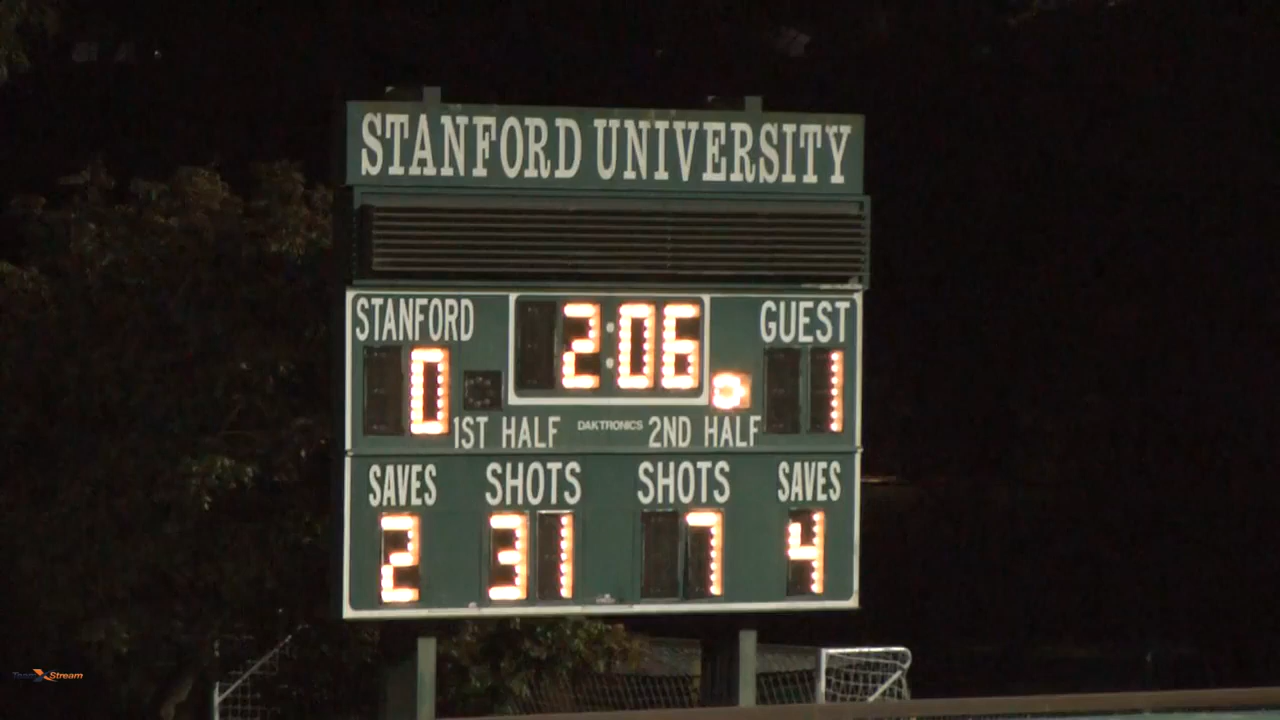 STANFORD UNIVERSITY
STANFORD 2:06 GUEST
0 1
1ST HALF DAKTRONICS 2ND HALF
SAVES SHOTS SHOTS SAVES
2 31 7 4
TeamXStream